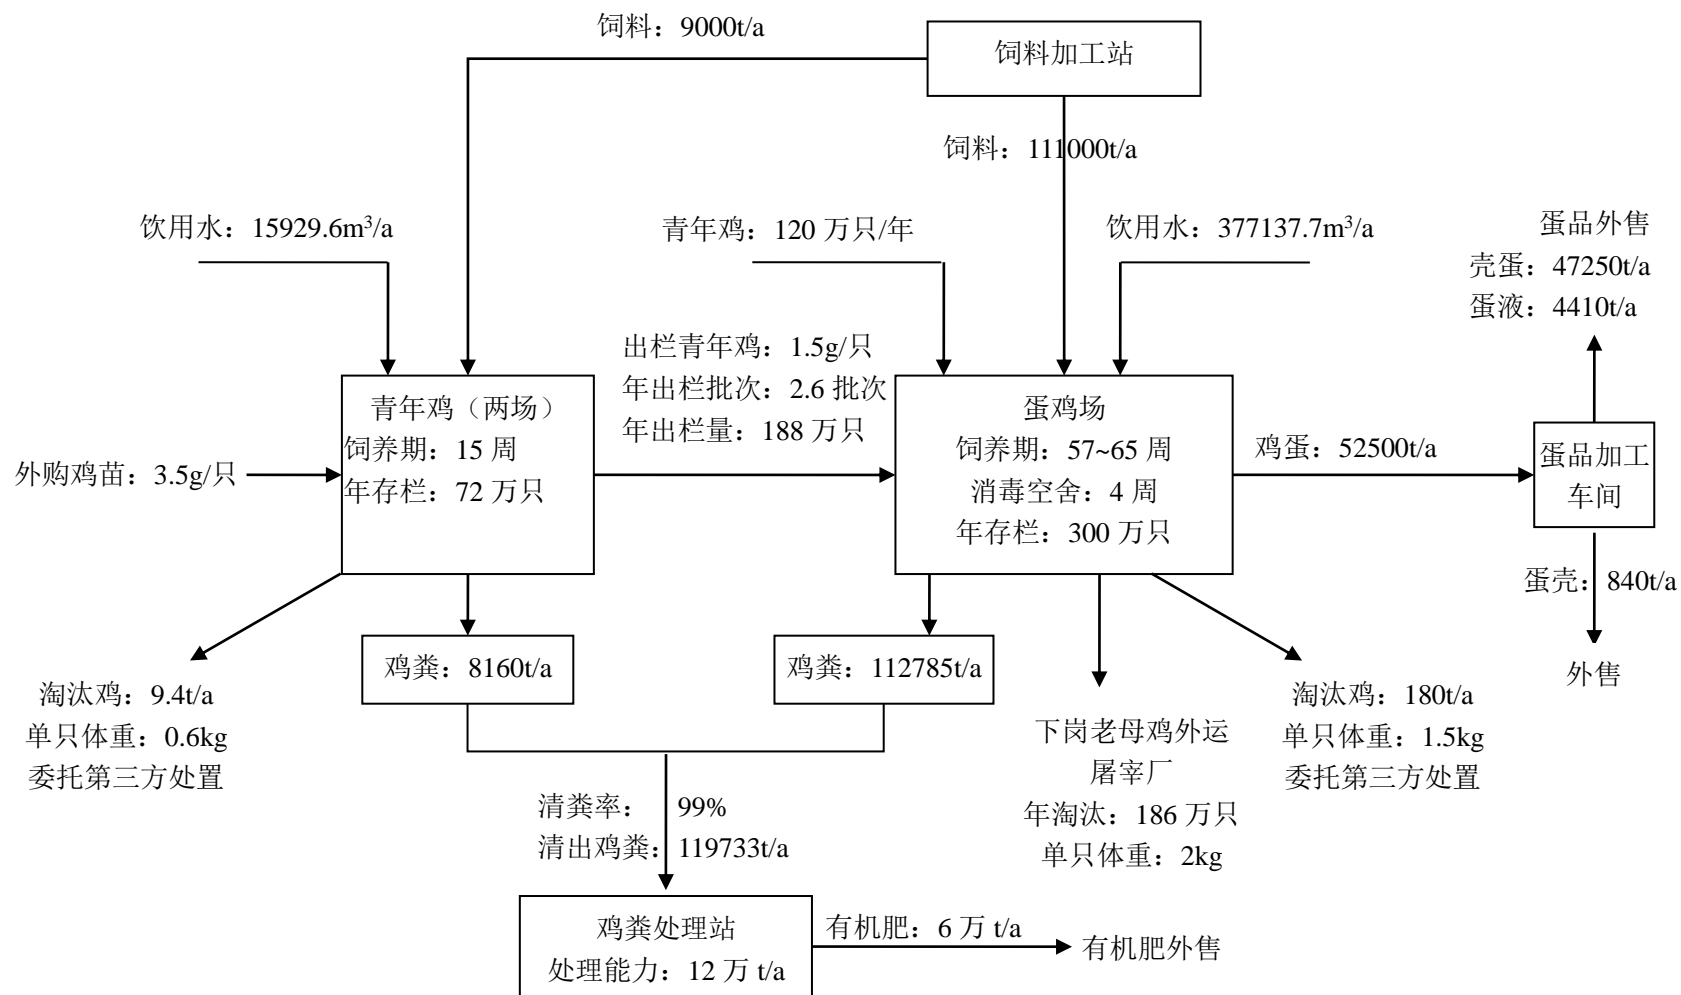 饲料：9000t/a
饲料加工站
饲料：111000t/a
饮用水：15929.6m³/a
青年鸡：120 万只/年
饮用水：377137.7m³/a
蛋品外售
壳蛋：47250t/a
蛋液：4410t/a
出栏青年鸡：1.5g/只
年出栏批次：2.6 批次
年出栏量：188 万只
外购鸡苗：3.5g/只
青年鸡（两场）
饲养期：15 周
年存栏：72 万只
蛋鸡场
饲养期：57~65 周
消毒空舍：4 周
年存栏：300 万只
鸡蛋：52500t/a
蛋品加工
车间
蛋壳：840t/a
外售
淘汰鸡：9.4t/a
单只体重：0.6kg
委托第三方处置
鸡粪：8160t/a
鸡粪：112785t/a
下岗老母鸡外运
屠宰厂
年淘汰：186 万只
单只体重：2kg
淘汰鸡：180t/a
单只体重：1.5kg
委托第三方处置
清粪率： 99%
清出鸡粪：119733t/a
鸡粪处理站
处理能力：12万 t/a
有机肥：6 万 t/a
有机肥外售